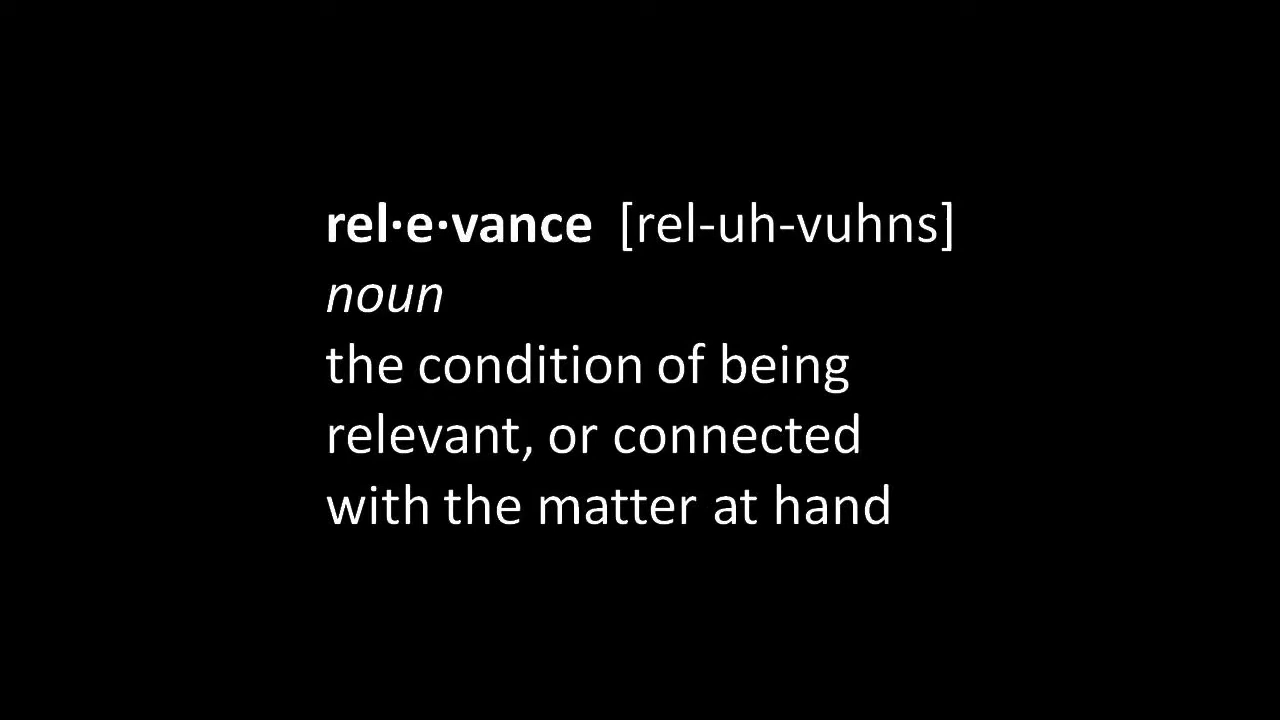 rel·e·vance [rel-uh-vuhns]
noun
the condition of being
relevant, or connected
with the matter at hand